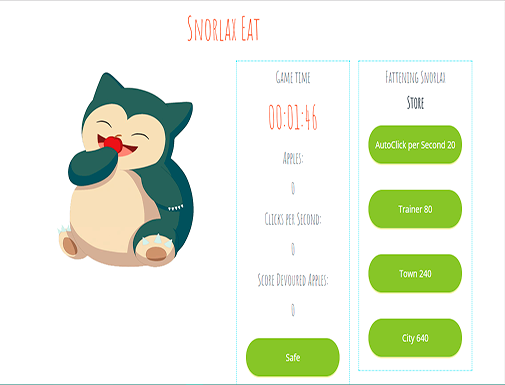 Snorlax Eat
Game time
00:01:46
Apples:
0
Clicks per Second:
0
Score Devoured Apples:
0
Safe
Fattening Snorlax
Store
AutoClick per Second 20
Trainer 80
Town 240
City 640